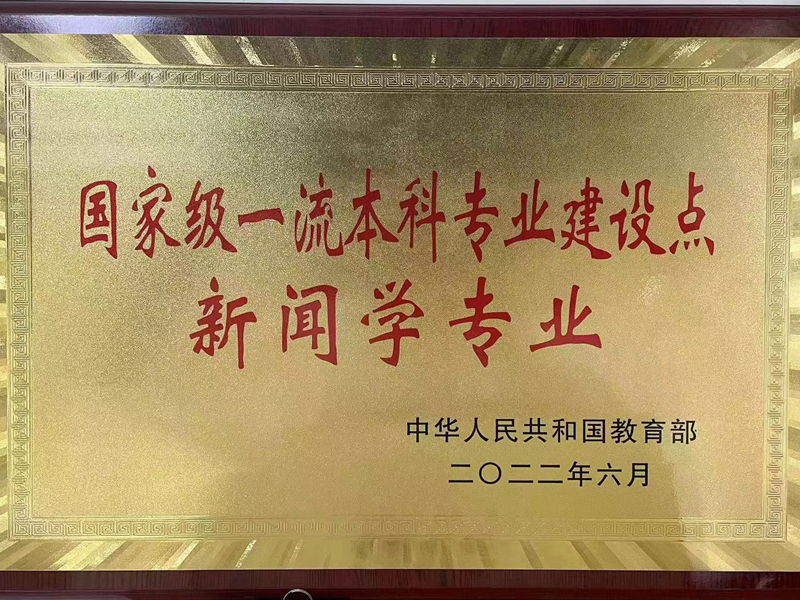 国家级一流本科专业建设点
新闻学专业
中华人民共和国教育部
二〇二二年六月